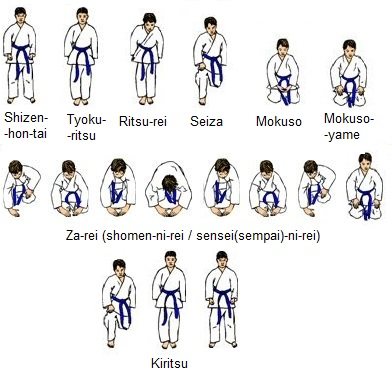 Shizen-
-hon-tai
Tyoku-
-ritsu
Ritsu-rei
Seiza
Mokuso
Mokuso-
-yame
Za-rei (shomen-ni-rei / sensei(sempai)-ni-rei)
Kiritsu